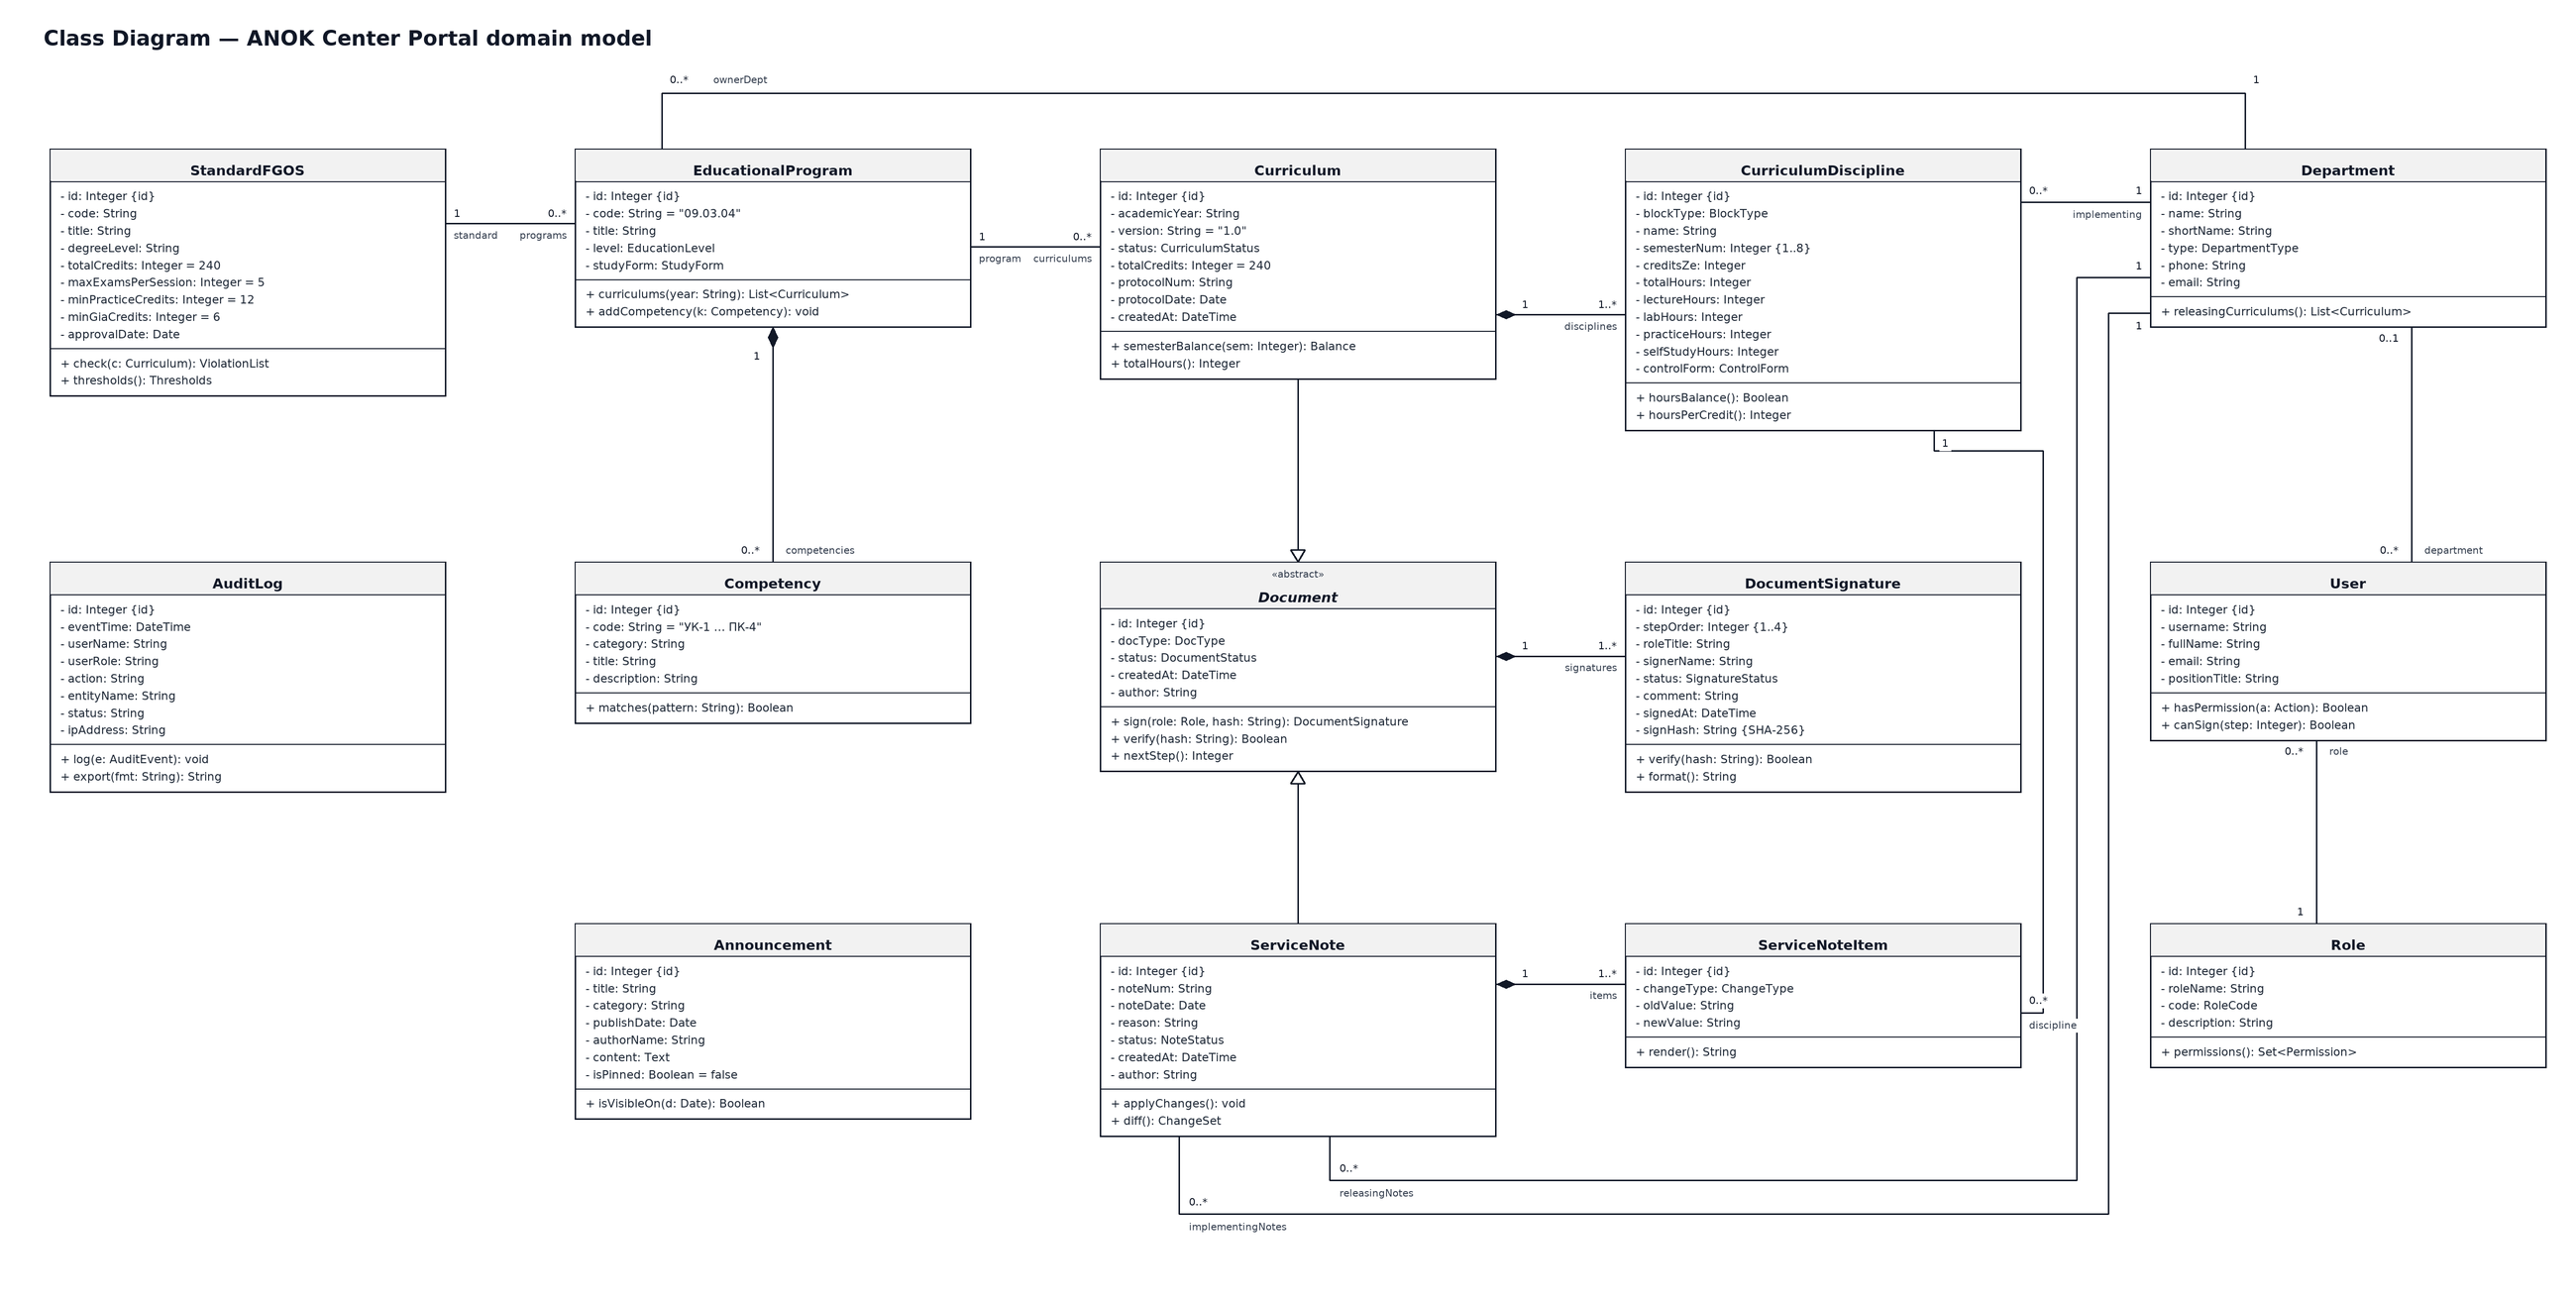 Class Diagram — ANOK Center Portal domain model
0..* ownerDept
1
StandardFGOS
- id: Integer {id}
- code: String
- title: String
- degreeLevel: String
- totalCredits: Integer = 240
- maxExamsPerSession: Integer = 5
- minPracticeCredits: Integer = 12
- minGiaCredits: Integer = 6
- approvalDate: Date
+ check(c: Curriculum): ViolationList
+ thresholds(): Thresholds
1 0..*
standard programs
EducationalProgram
- id: Integer {id}
- code: String = "09.03.04"
- title: String
- level: EducationLevel
- studyForm: StudyForm
+ curriculums(year: String): List<Curriculum>
+ addCompetency(k: Competency): void
1 0..*
program curriculums
Curriculum
- id: Integer {id}
- academicYear: String
- version: String = "1.0"
- status: CurriculumStatus
- totalCredits: Integer = 240
- protocolNum: String
- protocolDate: Date
- createdAt: DateTime
+ semesterBalance(sem: Integer): Balance
+ totalHours(): Integer
1 1..*
disciplines
CurriculumDiscipline
- id: Integer {id}
- blockType: BlockType
- name: String
- semesterNum: Integer {1..8}
- creditsZe: Integer
- totalHours: Integer
- lectureHours: Integer
- labHours: Integer
- practiceHours: Integer
- selfStudyHours: Integer
- controlForm: ControlForm
+ hoursBalance(): Boolean
+ hoursPerCredit(): Integer
0..* 1
implementing
1
1
Department
- id: Integer {id}
- name: String
- shortName: String
- type: DepartmentType
- phone: String
- email: String
+ releasingCurriculums(): List<Curriculum>
1
0..1
1
0..* competencies
0..* department
AuditLog
- id: Integer {id}
- eventTime: DateTime
- userName: String
- userRole: String
- action: String
- entityName: String
- status: String
- ipAddress: String
+ log(e: AuditEvent): void
+ export(fmt: String): String
Competency
- id: Integer {id}
- code: String = "УК-1 … ПК-4"
- category: String
- title: String
- description: String
+ matches(pattern: String): Boolean
«abstract»
Document
- id: Integer {id}
- docType: DocType
- status: DocumentStatus
- createdAt: DateTime
- author: String
+ sign(role: Role, hash: String): DocumentSignature
+ verify(hash: String): Boolean
+ nextStep(): Integer
1 1..*
signatures
DocumentSignature
- id: Integer {id}
- stepOrder: Integer {1..4}
- roleTitle: String
- signerName: String
- status: SignatureStatus
- comment: String
- signedAt: DateTime
- signHash: String {SHA-256}
+ verify(hash: String): Boolean
+ format(): String
User
- id: Integer {id}
- username: String
- fullName: String
- email: String
- positionTitle: String
+ hasPermission(a: Action): Boolean
+ canSign(step: Integer): Boolean
0..* role
1
Announcement
- id: Integer {id}
- title: String
- category: String
- publishDate: Date
- authorName: String
- content: Text
- isPinned: Boolean = false
+ isVisibleOn(d: Date): Boolean
ServiceNote
- id: Integer {id}
- noteNum: String
- noteDate: Date
- reason: String
- status: NoteStatus
- createdAt: DateTime
- author: String
+ applyChanges(): void
+ diff(): ChangeSet
1 1..*
items
ServiceNoteItem
- id: Integer {id}
- changeType: ChangeType
- oldValue: String
- newValue: String
+ render(): String
0..*
discipline
Role
- id: Integer {id}
- roleName: String
- code: RoleCode
- description: String
+ permissions(): Set<Permission>
0..*
releasingNotes
0..*
implementingNotes